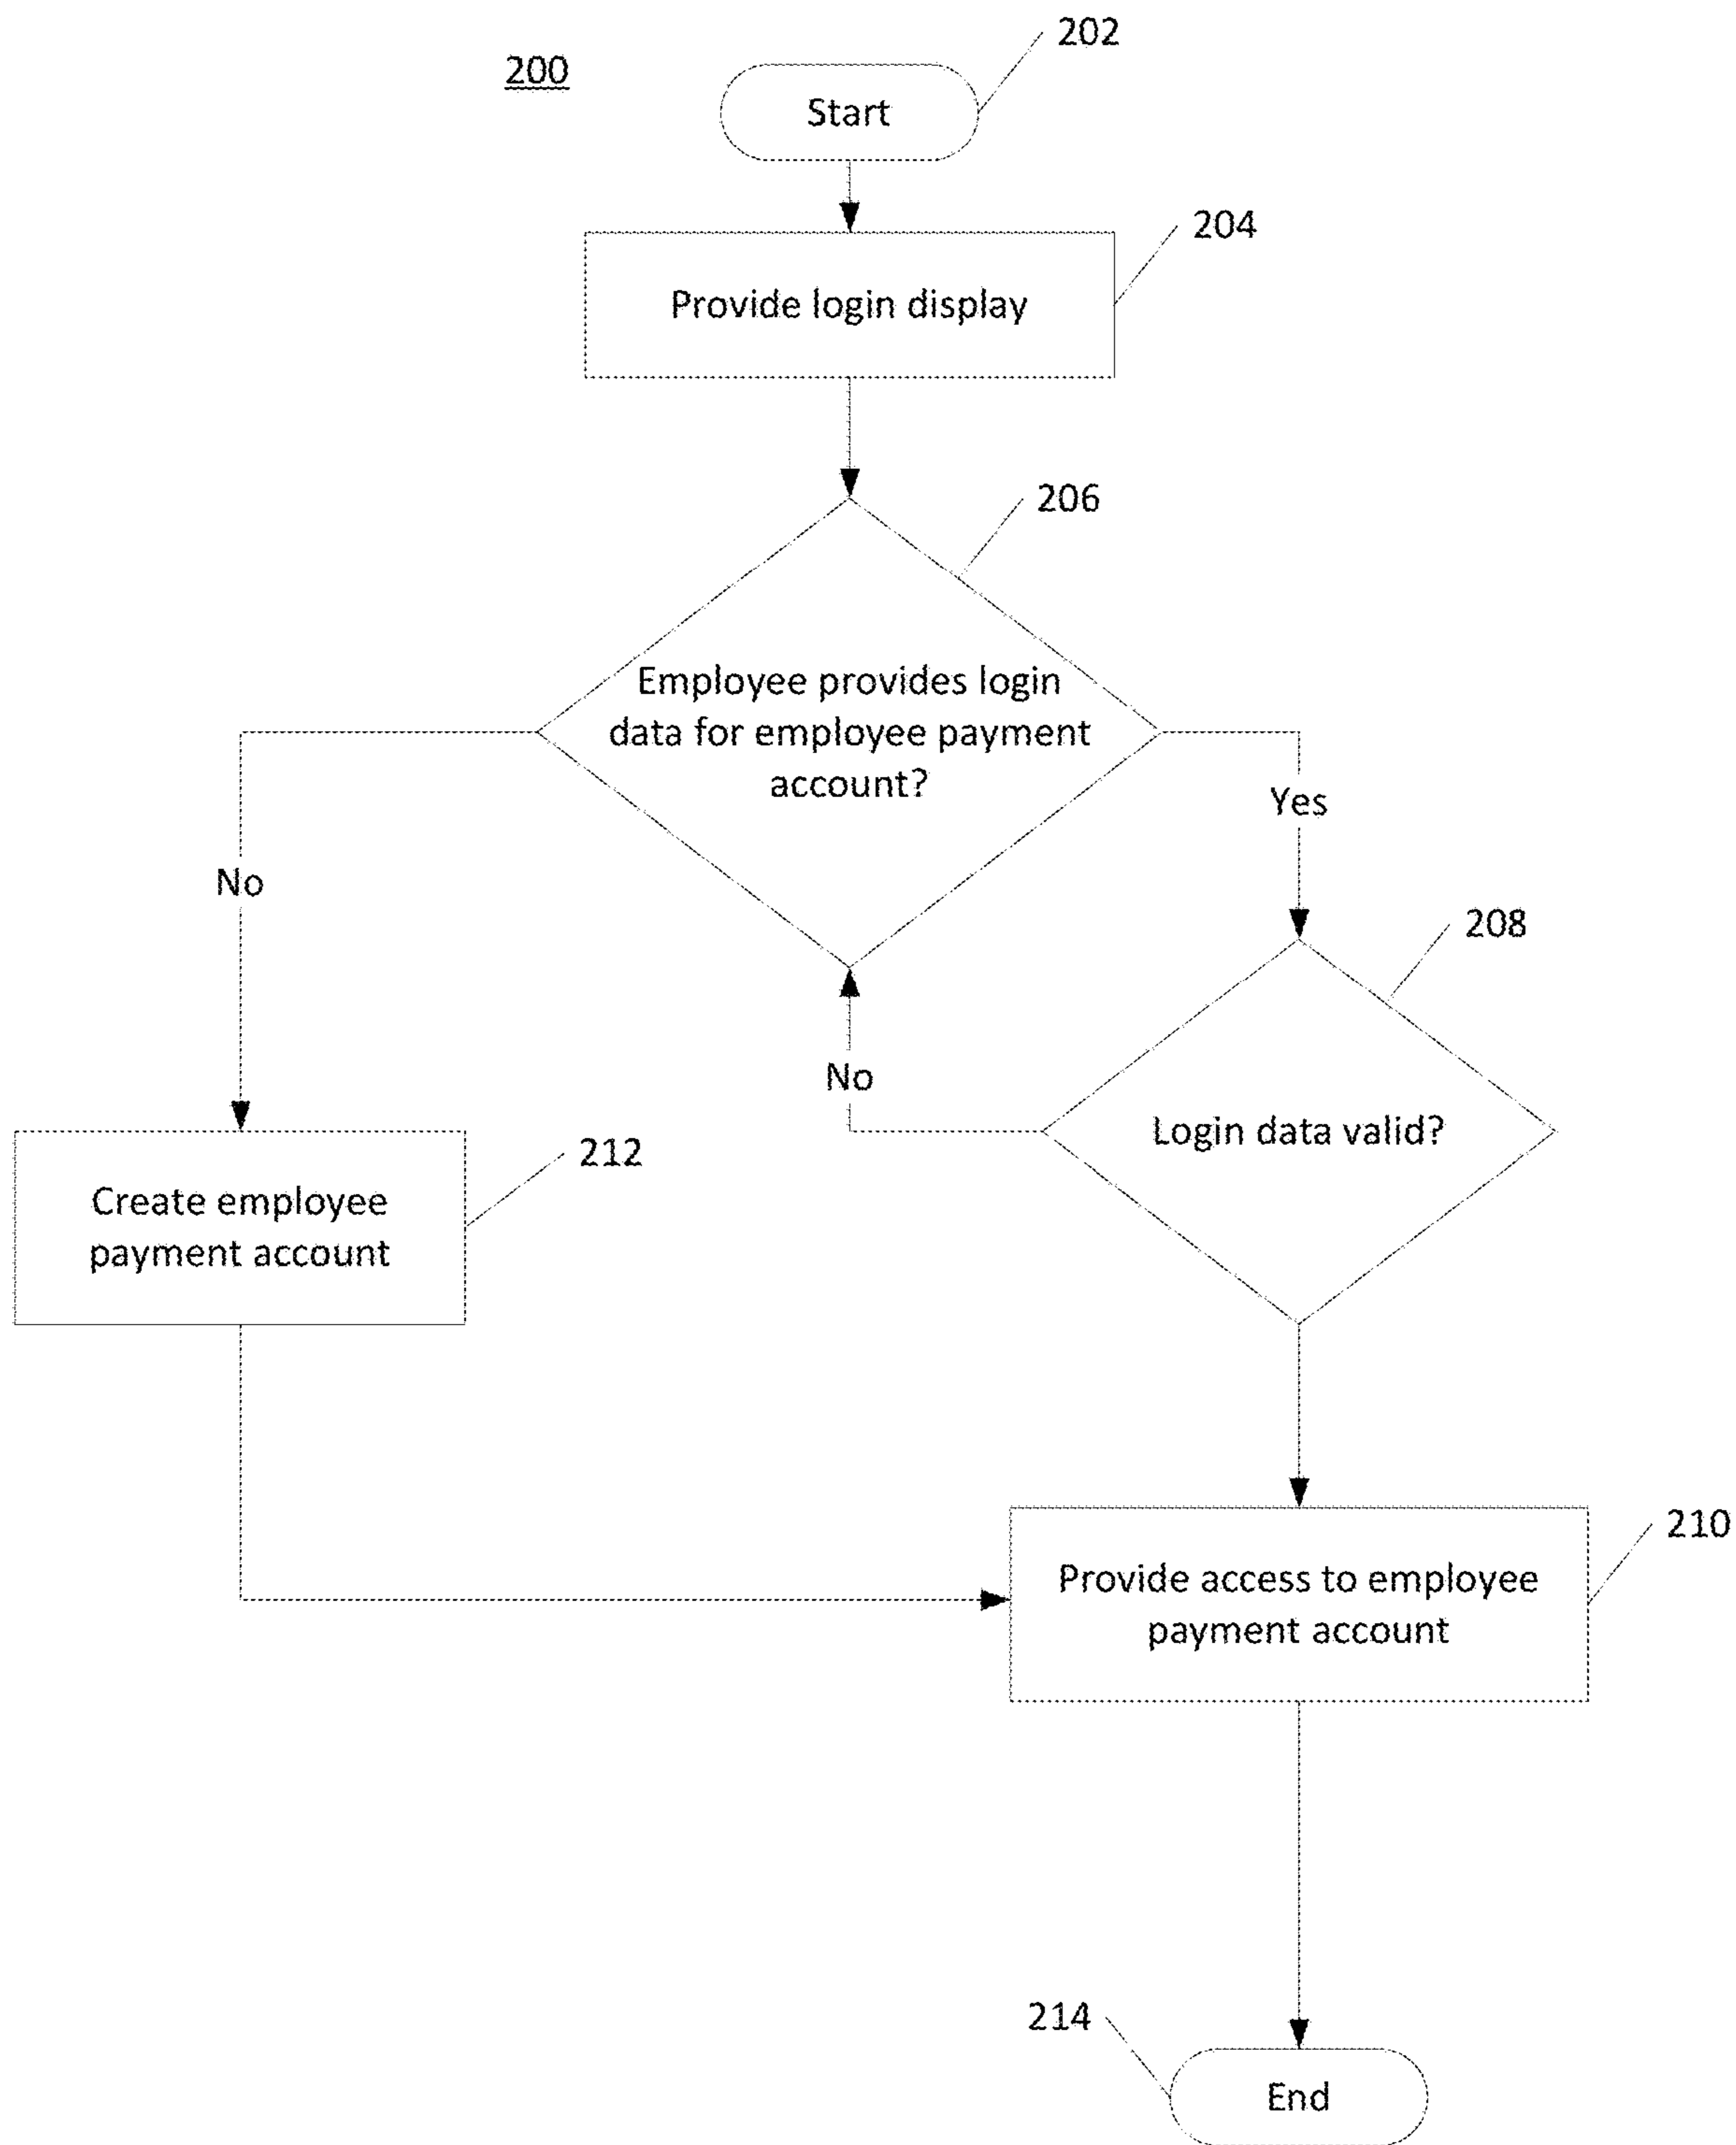 202
200
Start
204
Provide login display
206
Employee provides login
data for employee payment
account?
Yes
No
208
No
Login data valid?
212
Create employee
payment account
210
Provide access to employee
payment account
214
End